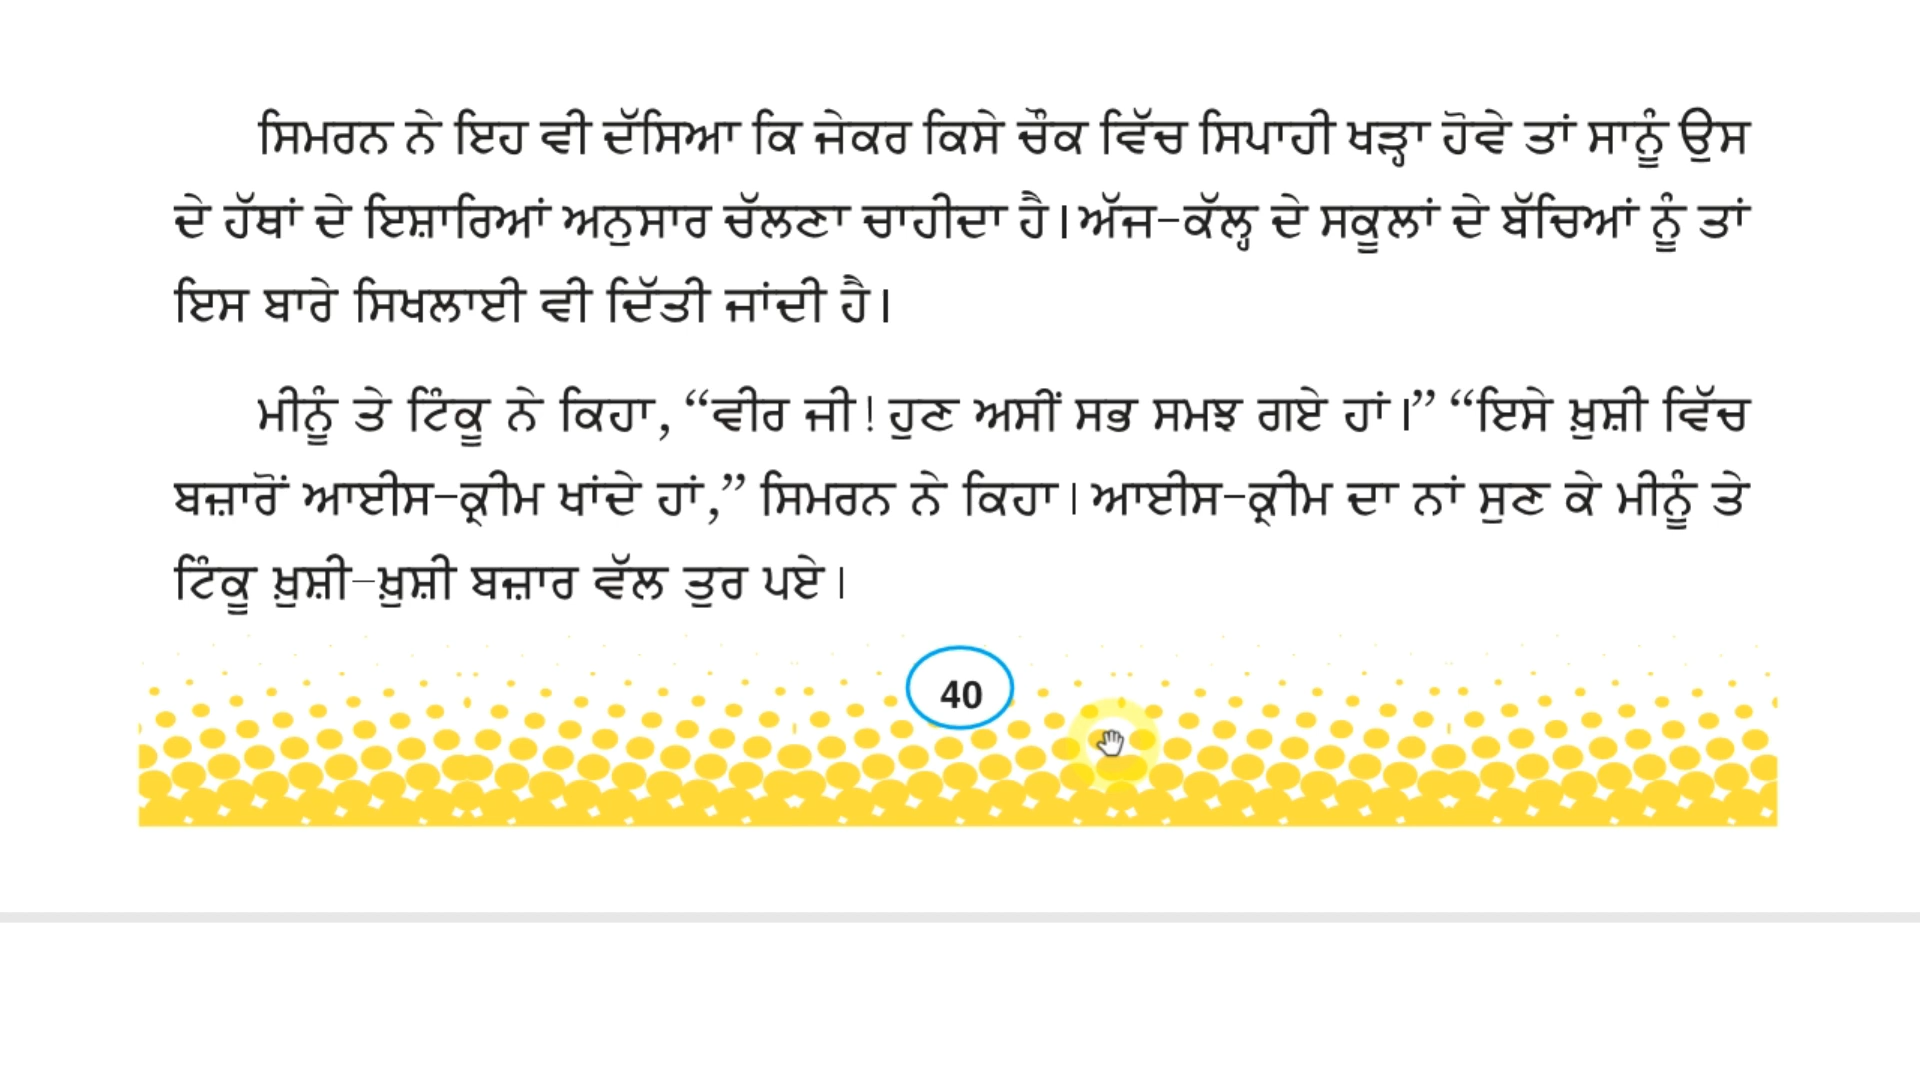 ਸਿਮਰਨ ਨੇ ਇਹ ਵੀ ਦੱਸਿਆ ਕਿ ਜੇਕਰ ਕਿਸੇ ਚੌਕ ਵਿੱਚ ਸਿਪਾਹੀ ਖੜ੍ਹਾ ਹੋਵੇ ਤਾਂ ਸਾਨੂੰ ਉਸ
ਦੇ ਹੱਥਾਂ ਦੇ ਇਸ਼ਾਰਿਆਂ ਅਨੁਸਾਰ ਚੱਲਣਾ ਚਾਹੀਦਾ ਹੈ। ਅੱਜ-ਕੱਲ੍ਹ ਦੇ ਸਕੂਲਾਂ ਦੇ ਬੱਚਿਆਂ ਨੂੰ ਤਾਂ
ਇਸ ਬਾਰੇ ਸਿਖਲਾਈ ਵੀ ਦਿੱਤੀ ਜਾਂਦੀ ਹੈ।
ਮੀਨੂੰ ਤੇ ਟਿੰਕੂ ਨੇ ਕਿਹਾ, “ਵੀਰ ਜੀ! ਹੁਣ ਅਸੀਂ ਸਭ ਸਮਝ ਗਏ ਹਾਂ।” “ਇਸੇ ਖ਼ੁਸ਼ੀ ਵਿੱਚ
ਬਜ਼ਾਰੋਂ ਆਈਸ-ਕ੍ਰੀਮ ਖਾਂਦੇ ਹਾਂ,” ਸਿਮਰਨ ਨੇ ਕਿਹਾ। ਆਈਸ-ਕ੍ਰੀਮ ਦਾ ਨਾਂ ਸੁਣ ਕੇ ਮੀਨੂੰ ਤੇ
ਟਿੰਕੂ ਖ਼ੁਸ਼ੀ-ਖ਼ੁਸ਼ੀ ਬਜ਼ਾਰ ਵੱਲ ਤੁਰ ਪਏ।
40